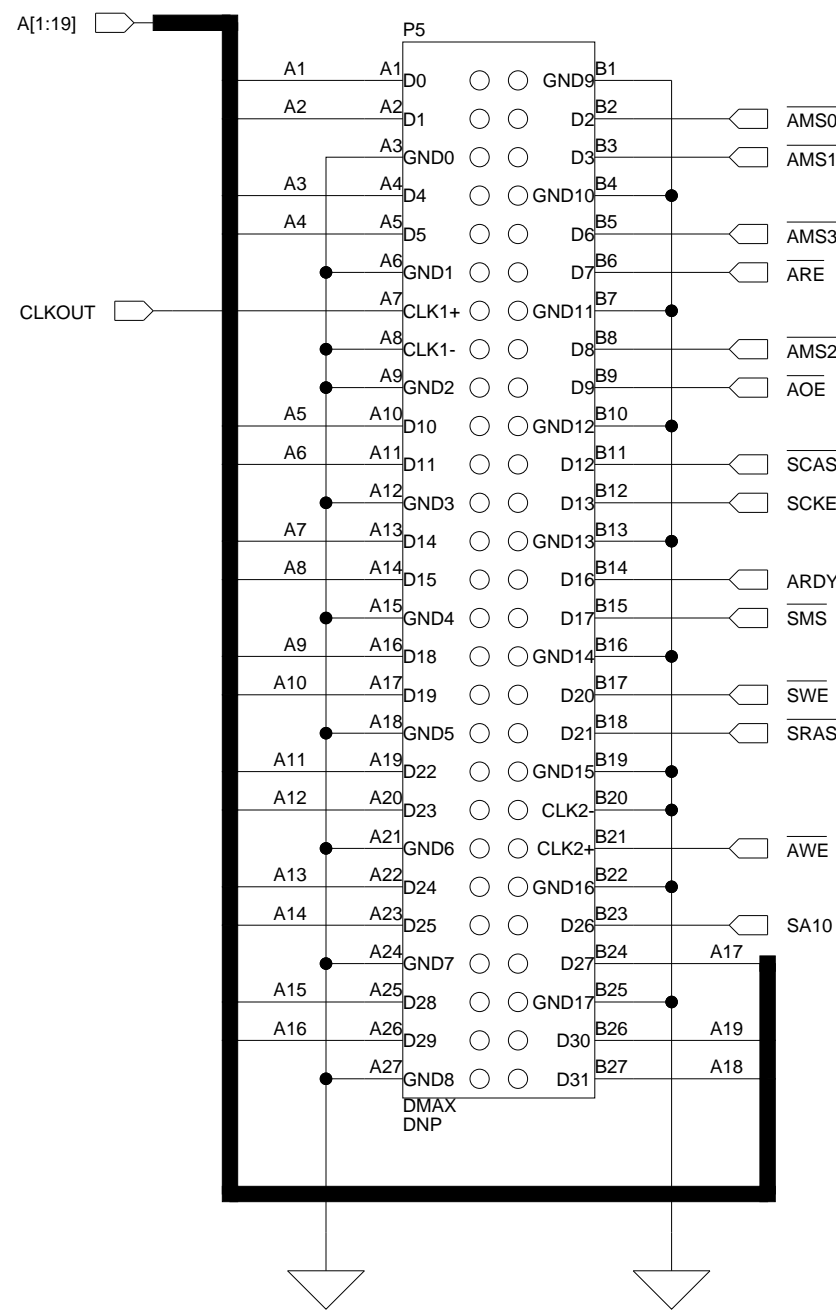 A[1:19]
P5
A1 A1 D0 GND9 B1
A2 A2 D1 D2 B2 AMS0
A3 GND0 D3 B3 AMS1
A3 A4 D4 GND10 B4
A4 A5 D5 D6 B5 AMS3
A6 GND1 D7 B6 ARE
CLKOUT A7 CLK1+ GND11 B7
A8 CLK1- D8 B8 AMS2
A9 GND2 D9 B9 AOE
A5 A10 D10 GND12 B10
A6 A11 D11 D12 B11 SCAS
A12 GND3 D13 B12 SCKE
A7 A13 D14 GND13 B13
A8 A14 D15 D16 B14 ARDY
A15 GND4 D17 B15 SMS
A9 A16 D18 GND14 B16
A10 A17 D19 D20 B17 SWE
A18 GND5 D21 B18 SRAS
A11 A19 D22 GND15 B19
A12 A20 D23 CLK2- B20
A21 GND6 CLK2+ B21 AWE
A13 A22 D24 GND16 B22
A14 A23 D25 D26 B23 SA10
A24 GND7 D27 B24 A17
A15 A25 D28 GND17 B25
A16 A26 D29 D30 B26 A19
A27 GND8 D31 B27 A18
DMAX
DNP